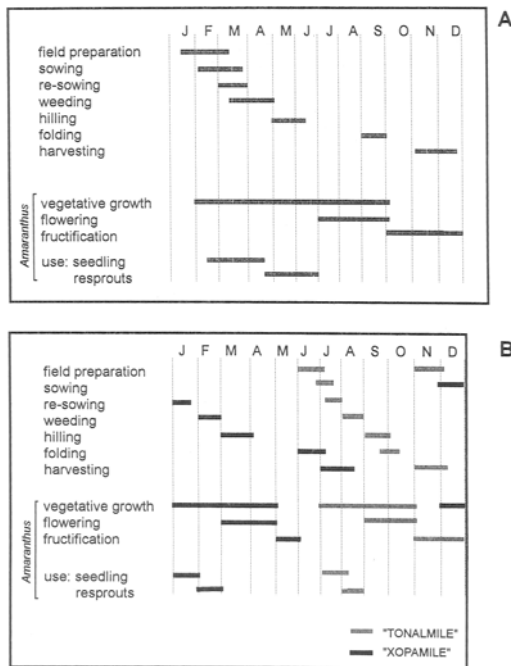 A
J F M A M J J A S O N D
field preparation
sowing
re-sowing
weeding
hilling
folding
harvesting
Amaranthus
vegetative growth
flowering
fructification
use: seedling
resprouts
B
J F M A M J J A S O N D
field preparation
sowing
re-sowing
weeding
hilling
folding
harvesting
Amaranthus
vegetative growth
flowering
fructification
use: seedling
resprouts
"TONALMILE"
"XOPAMILE"